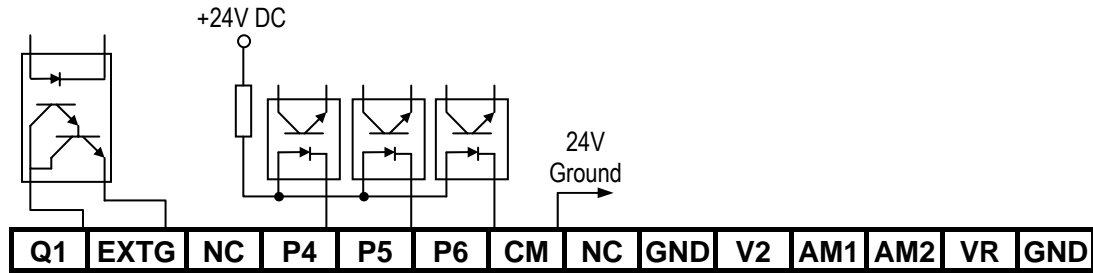 +24V DC
24V
Ground
Q1 EXTG NC P4 P5 P6 CM NC GND V2 AM1 AM2 VR GND